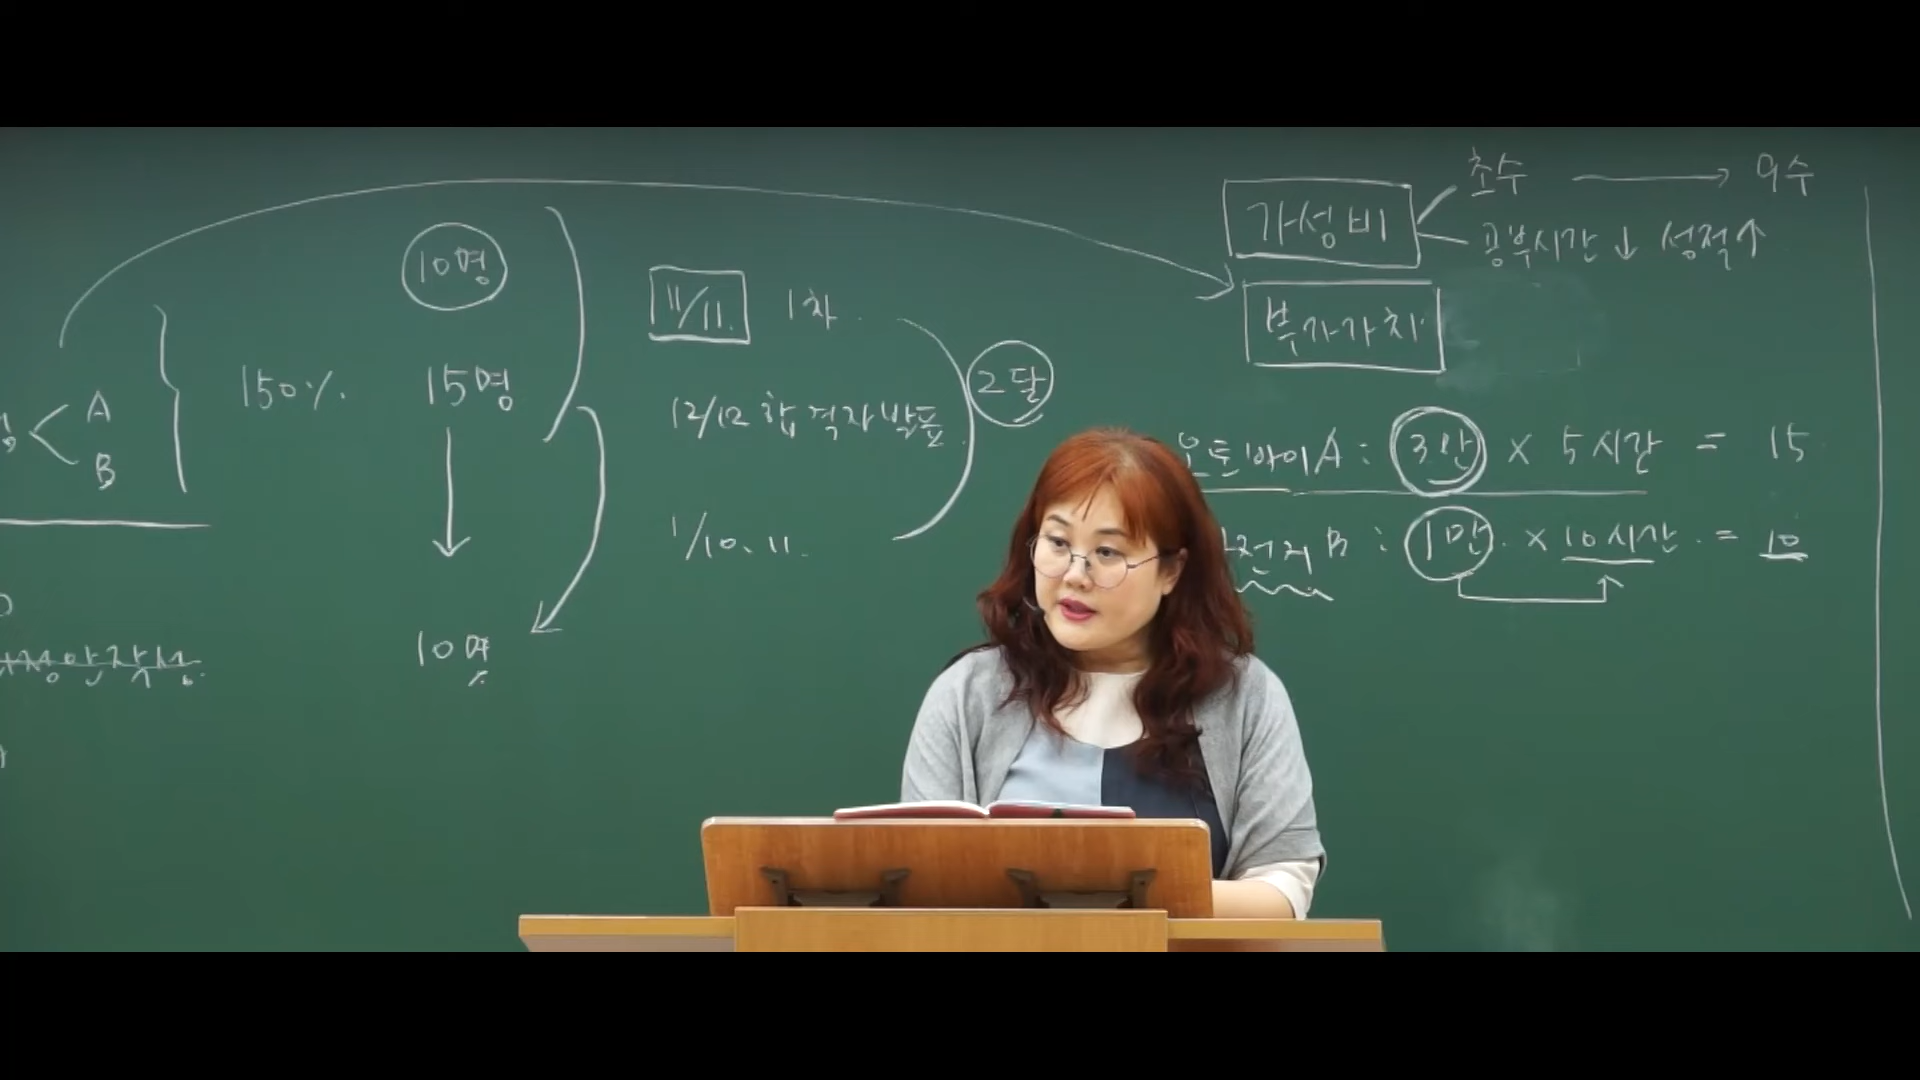 10명
150%. 15명
10명
A
B
11/11. 1차.
12/12 합격자 발표.
1/10. 11.
2달
가성비
초수 → 9수
공부시간↓ 성적↑
부가가치
오토바이A : 3만 × 5시간 = 15
B : 1만. × 10시간. = 10